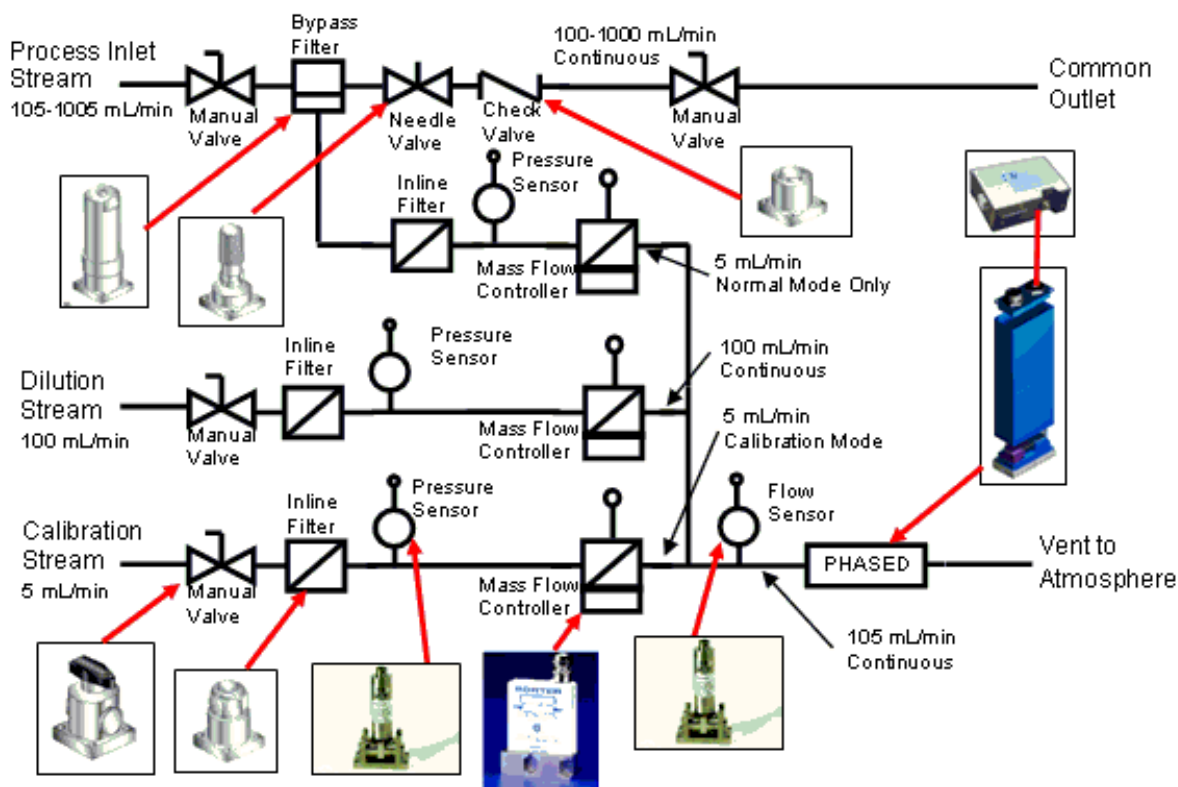 Bypass
Filter
Process Inlet
Stream
105-1005 mL/min
Manual
Valve
Needle
Valve
Check
Valve
100-1000 mL/min
Continuous
Manual
Valve
Common
Outlet
Inline
Filter
Pressure
Sensor
Mass Flow
Controller
5 mL/min
Normal Mode Only
Dilution
Stream
100 mL/min
Manual
Valve
Inline
Filter
Pressure
Sensor
Mass Flow
Controller
100 mL/min
Continuous
5 mL/min
Calibration Mode
Calibration
Stream
5 mL/min
Manual
Valve
Inline
Filter
Pressure
Sensor
Mass Flow
Controller
Flow
Sensor
PHASED
Vent to
Atmosphere
105 mL/min
Continuous
PORTER